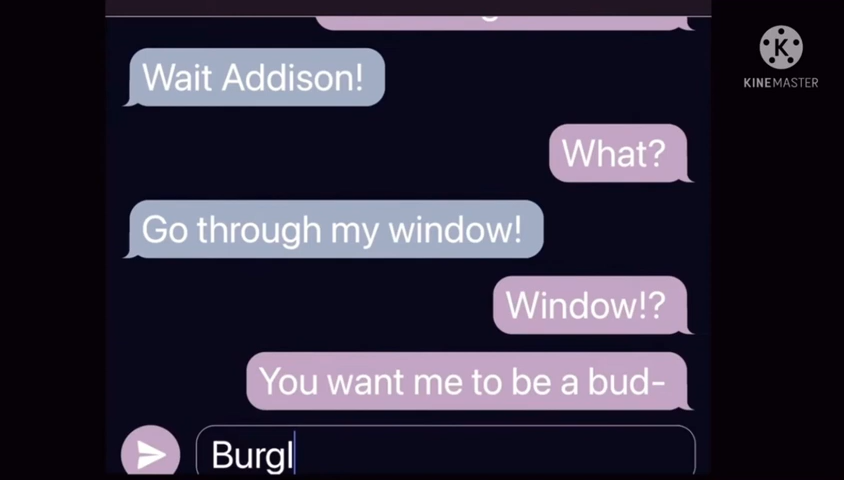 Wait Addison!
K
KINEMASTER
What?
Go through my window!
Window!?
You want me to be a bud-
Burgl